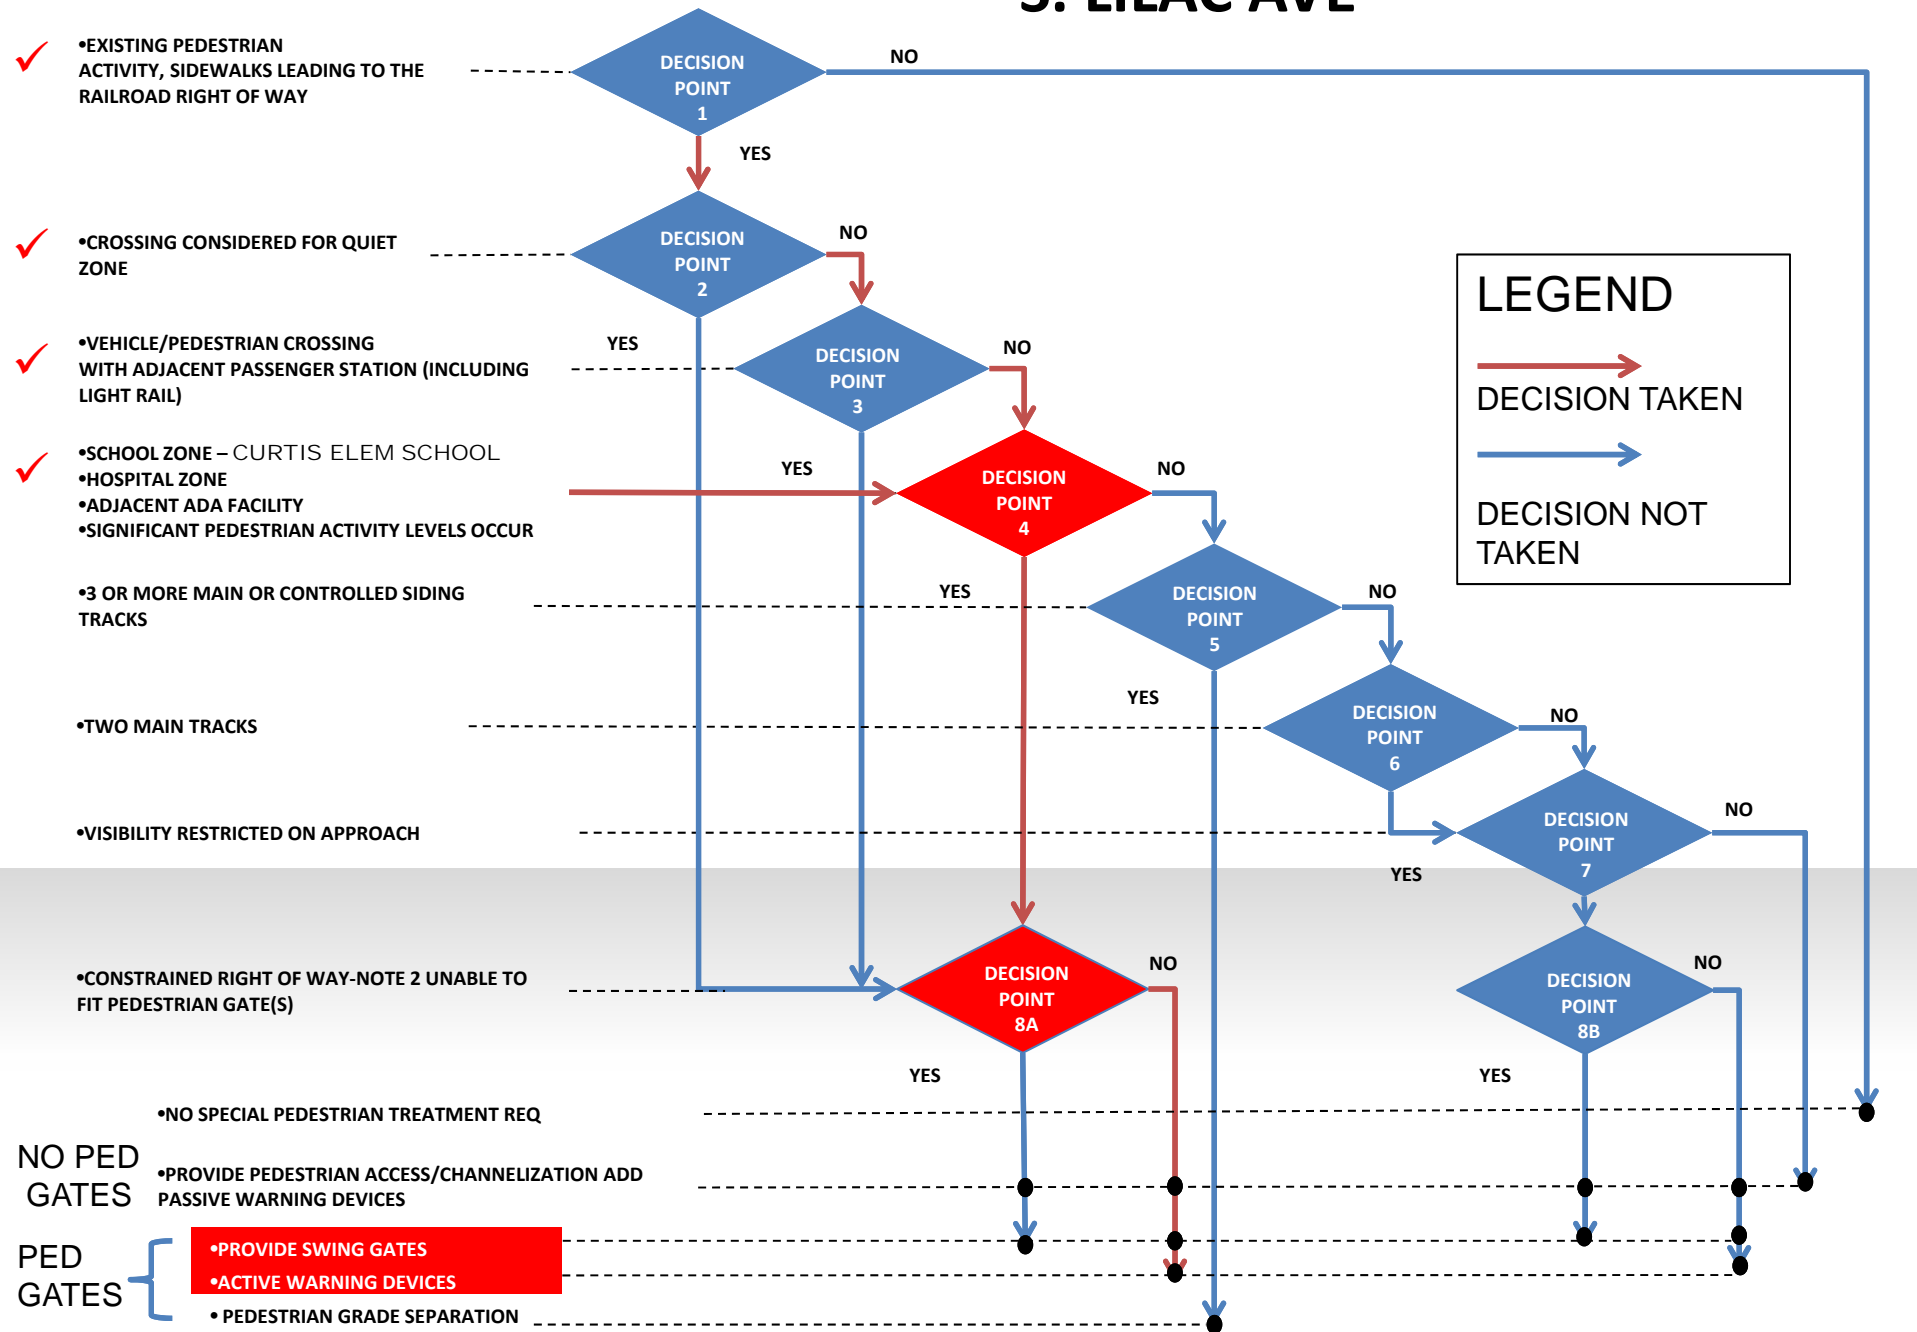 S. LILAC AVE
•EXISTING PEDESTRIAN
ACTIVITY, SIDEWALKS LEADING TO THE
RAILROAD RIGHT OF WAY
DECISION
POINT
1
NO
YES
•CROSSING CONSIDERED FOR QUIET
ZONE
DECISION
POINT
2
NO
YES
•VEHICLE/PEDESTRIAN CROSSING
WITH ADJACENT PASSENGER STATION (INCLUDING
LIGHT RAIL)
DECISION
POINT
3
NO
LEGEND
DECISION TAKEN
DECISION NOT
TAKEN
•SCHOOL ZONE – CURTIS ELEM SCHOOL
•HOSPITAL ZONE
•ADJACENT ADA FACILITY
•SIGNIFICANT PEDESTRIAN ACTIVITY LEVELS OCCUR
YES
DECISION
POINT
4
NO
•3 OR MORE MAIN OR CONTROLLED SIDING
TRACKS
YES
DECISION
POINT
5
NO
•TWO MAIN TRACKS
YES
DECISION
POINT
6
NO
•VISIBILITY RESTRICTED ON APPROACH
YES
DECISION
POINT
7
NO
•CONSTRAINED RIGHT OF WAY-NOTE 2 UNABLE TO
FIT PEDESTRIAN GATE(S)
DECISION
POINT
8A
NO
YES
DECISION
POINT
8B
NO
YES
•NO SPECIAL PEDESTRIAN TREATMENT REQ
NO PED
GATES
•PROVIDE PEDESTRIAN ACCESS/CHANNELIZATION ADD
PASSIVE WARNING DEVICES
PED
GATES
•PROVIDE SWING GATES
•ACTIVE WARNING DEVICES
• PEDESTRIAN GRADE SEPARATION